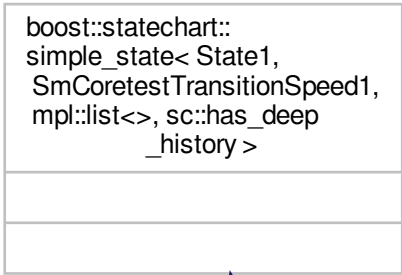 boost::statechart::
simple_state< State1,
SmCoretestTransitionSpeed1,
mpl::list<>, sc::has_deep
_history >